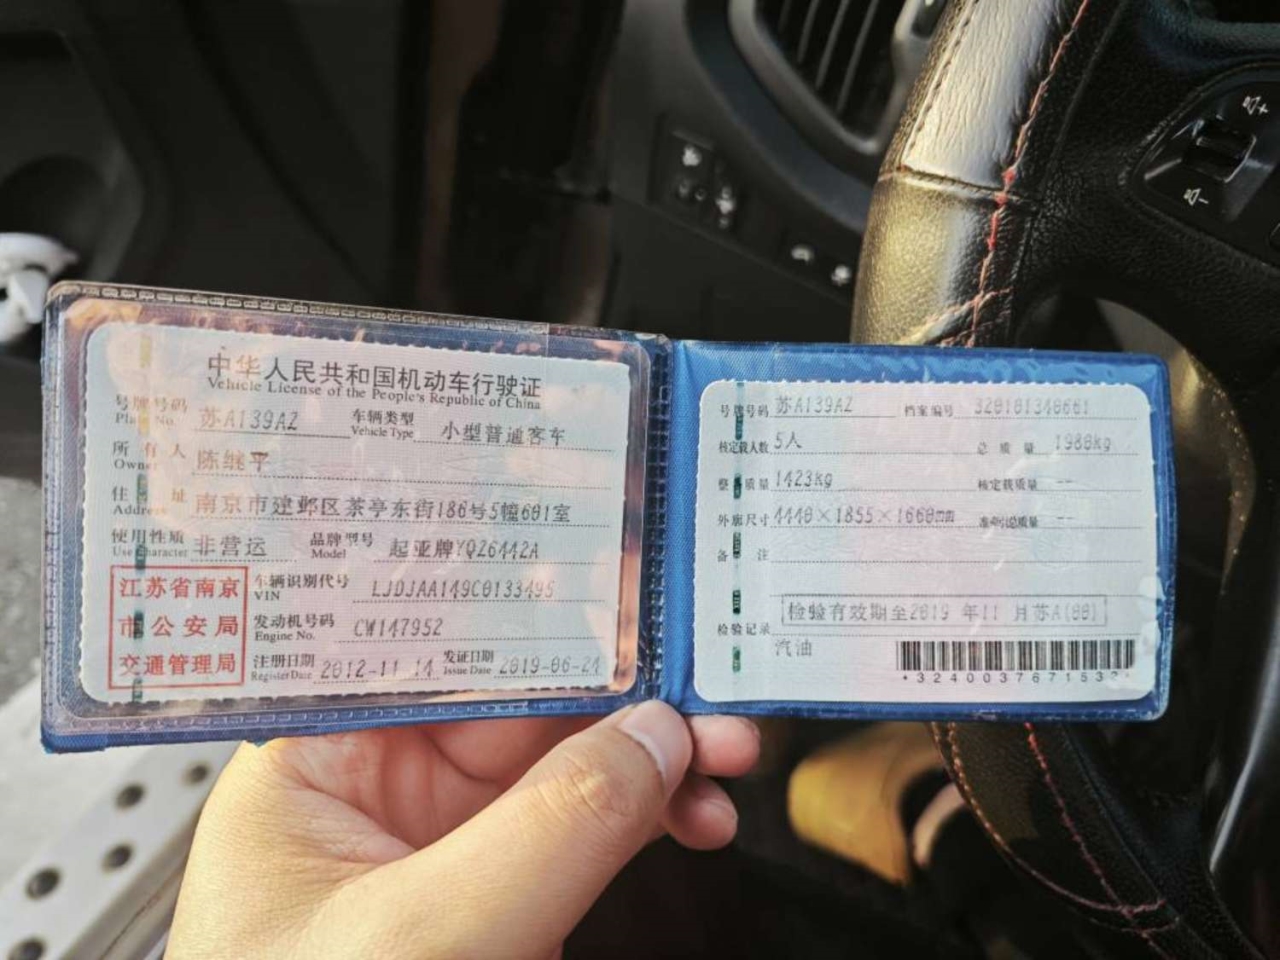 中华人民共和国机动车行驶证
Vehicle License of the People's Republic of China
号牌号码 苏A139AZ 车辆类型 小型普通客车
Plate No. Vehicle Type
所有人 陈继平
Owner
住址 南京市建邺区茶亭东街186号5幢601室
Address
使用性质 非营运 品牌型号 起亚牌YQZ6442A
Use Character Model
江苏省南京
市公安局
交通管理局
车辆识别代号 LJDJAA149C0133495
VIN
发动机号码 CW147952
Engine No.
注册日期 2012-11-14 发证日期 2019-06-24
Register Date Issue Date
号牌号码 苏A139AZ 档案编号 320101340661
核定载人数 5人 总质量 1980kg
整备质量 1423kg 核定载质量 --
外廓尺寸 4440×1855×1660mm 准牵引总质量 --
备注
检验有效期至2019年11月苏A(00)
检验记录
汽油
*3240037671532*